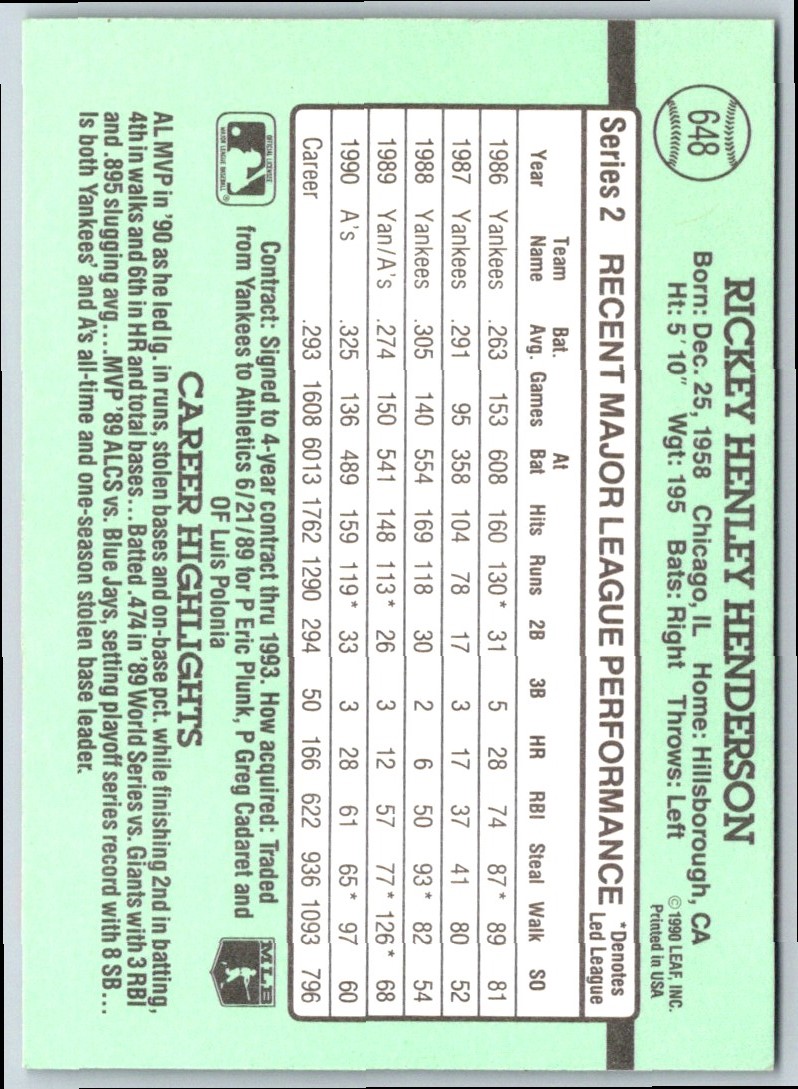 648
RICKEY HENLEY HENDERSON
Born: Dec. 25, 1958 Chicago, IL Home: Hillsborough, CA
Ht: 5'10" Wgt: 195 Bats: Right Throws: Left
©1990 LEAF, INC.
Printed in USA
Series 2 RECENT MAJOR LEAGUE PERFORMANCE *Denotes Led League
Year Team Name Bat. Avg. Games At Bat Hits Runs 2B 3B HR RBI Steal Walk SO
1986 Yankees .263 153 608 160 130* 31 5 28 74 87* 89 81
1987 Yankees .291 95 358 104 78 17 3 17 37 41 80 52
1988 Yankees .305 140 554 169 118 30 2 6 50 93* 82 54
1989 Yan/A's .274 150 541 148 113* 26 3 12 57 77* 126* 68
1990 A's .325 136 489 159 119* 33 3 28 61 65* 97 60
Career .293 1608 6013 1762 1290 294 50 166 622 936 1093 796
OFFICIAL LICENSEE
MAJOR LEAGUE BASEBALL®
Contract: Signed to 4-year contract thru 1993. How acquired: Traded
from Yankees to Athletics 6/21/89 for P Eric Plunk, P Greg Cadaret and
OF Luis Polonia
MLB
CAREER HIGHLIGHTS
AL MVP in '90 as he led lg. in runs, stolen bases and on-base pct. while finishing 2nd in batting,
4th in walks and 6th in HR and total bases... Batted .474 in '89 World Series vs. Giants with 3 RBI
and .895 slugging avg.... MVP '89 ALCS vs. Blue Jays, setting playoff series record with 8 SB...
Is both Yankees' and A's all-time and one-season stolen base leader.